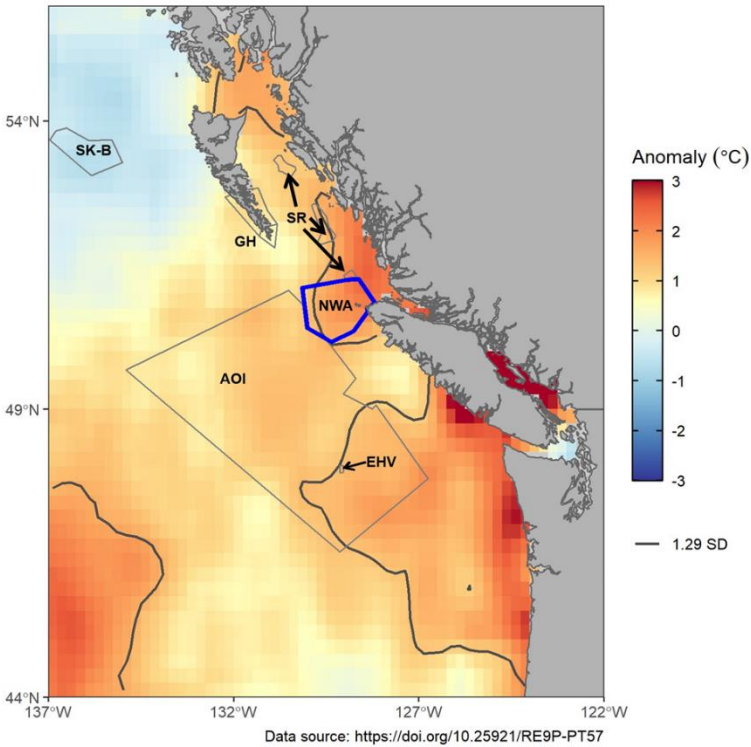 54°N
49°N
44°N
137°W
132°W
127°W
122°W
SK-B
GH
SR
NWA
AOI
EHV
Anomaly (°C)
3
2
1
0
-1
-2
-3
1.29 SD
Data source: https://doi.org/10.25921/RE9P-PT57